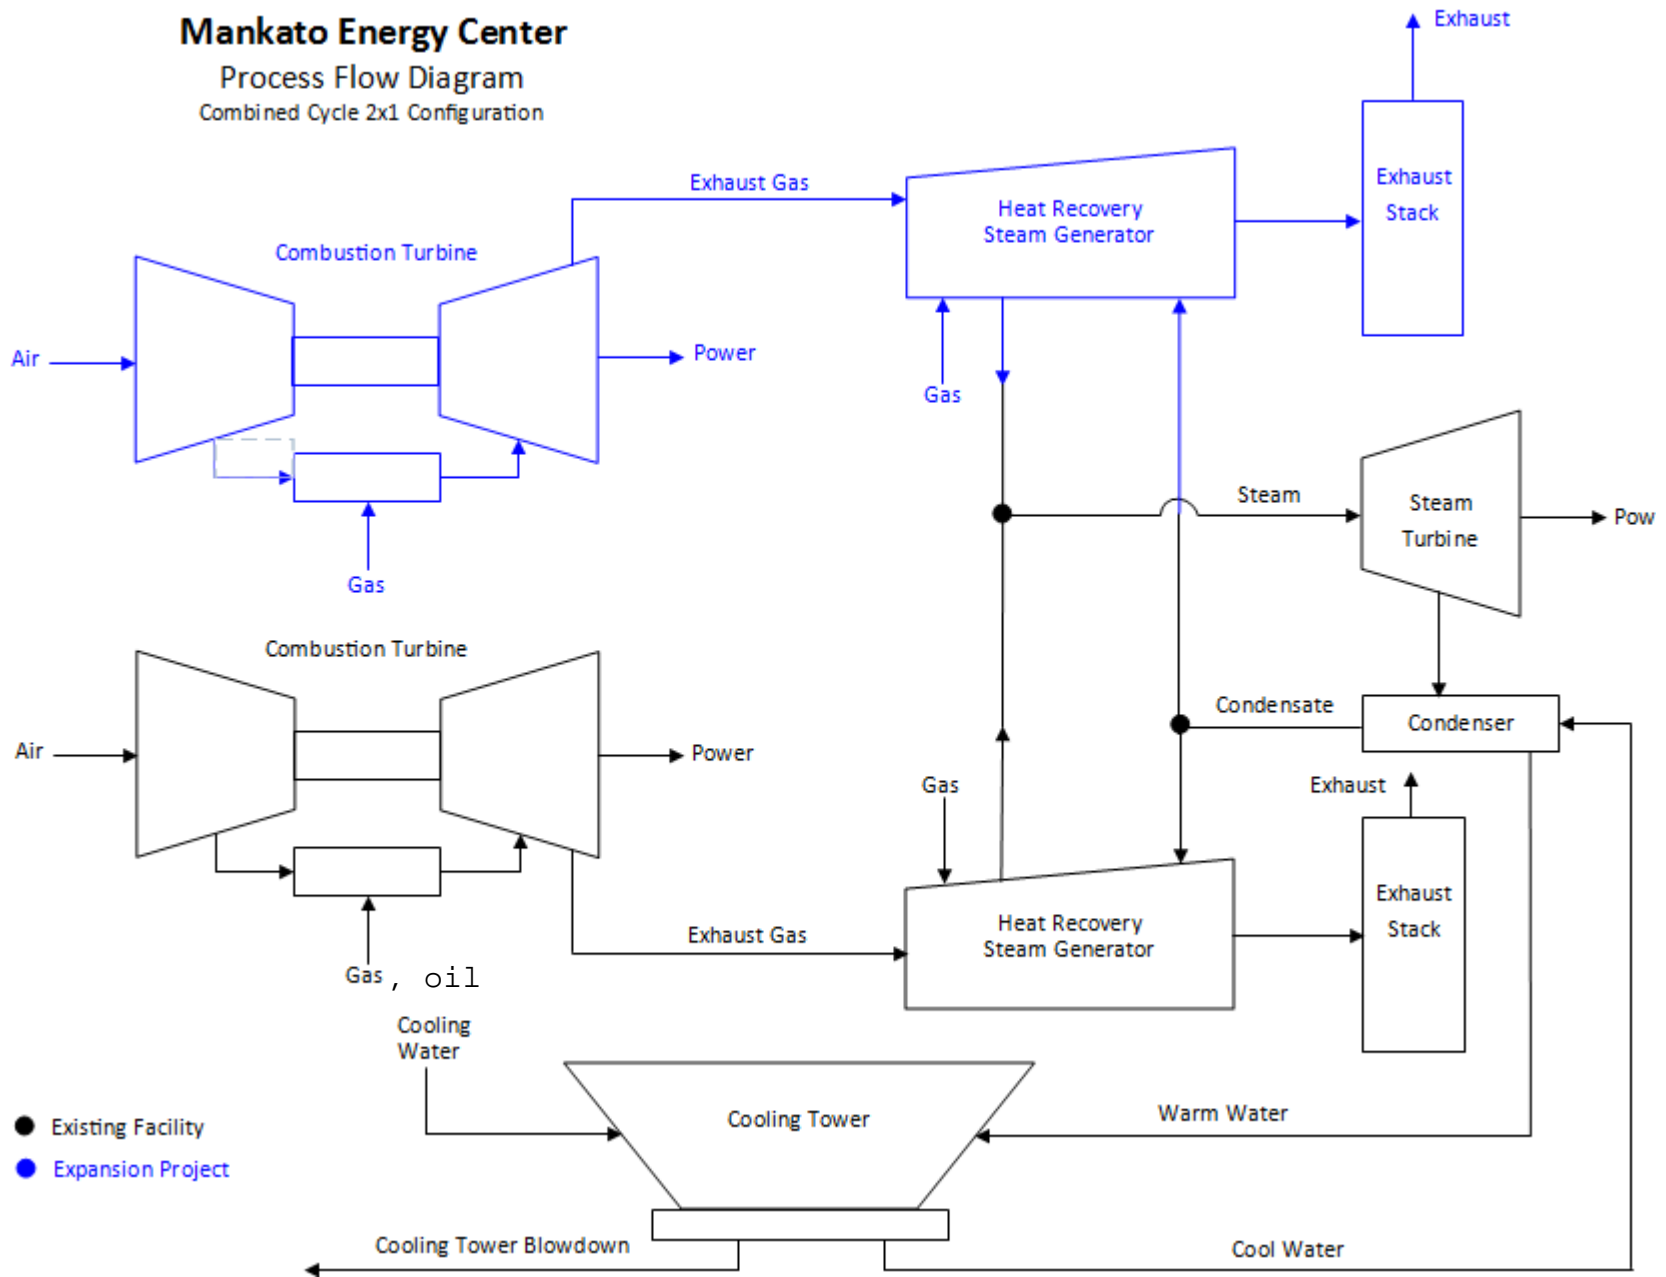 Mankato Energy Center
Process Flow Diagram
Combined Cycle 2x1 Configuration
Exhaust
Exhaust Gas
Heat Recovery
Steam Generator
Exhaust
Stack
Combustion Turbine
Air
Power
Gas
Gas
Steam
Steam
Turbine
Pow
Combustion Turbine
Air
Power
Condensate
Condenser
Gas
Exhaust
Exhaust Gas
Heat Recovery
Steam Generator
Exhaust
Stack
Gas , oil
Cooling
Water
Cooling Tower
Warm Water
Existing Facility
Expansion Project
Cooling Tower Blowdown
Cool Water